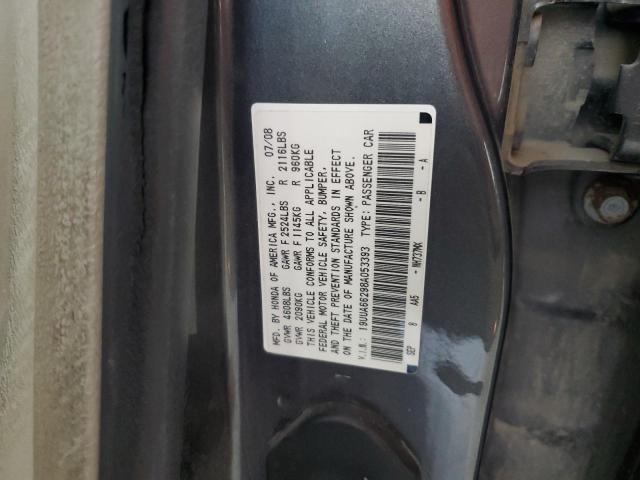 MFD. BY HONDA OF AMERICA MFG., INC. 07/08
GVWR 4608LBS GAWR F 2524LBS R 2116LBS
GVWR 2090KG GAWR F 1145KG R 960KG
THIS VEHICLE CONFORMS TO ALL APPLICABLE
FEDERAL MOTOR VEHICLE SAFETY, BUMPER,
AND THEFT PREVENTION STANDARDS IN EFFECT
ON THE DATE OF MANUFACTURE SHOWN ABOVE.
V.I.N.: 19UUA66298A053393 TYPE: PASSENGER CAR
SEP 8 AA5 - NH737MX - B - A